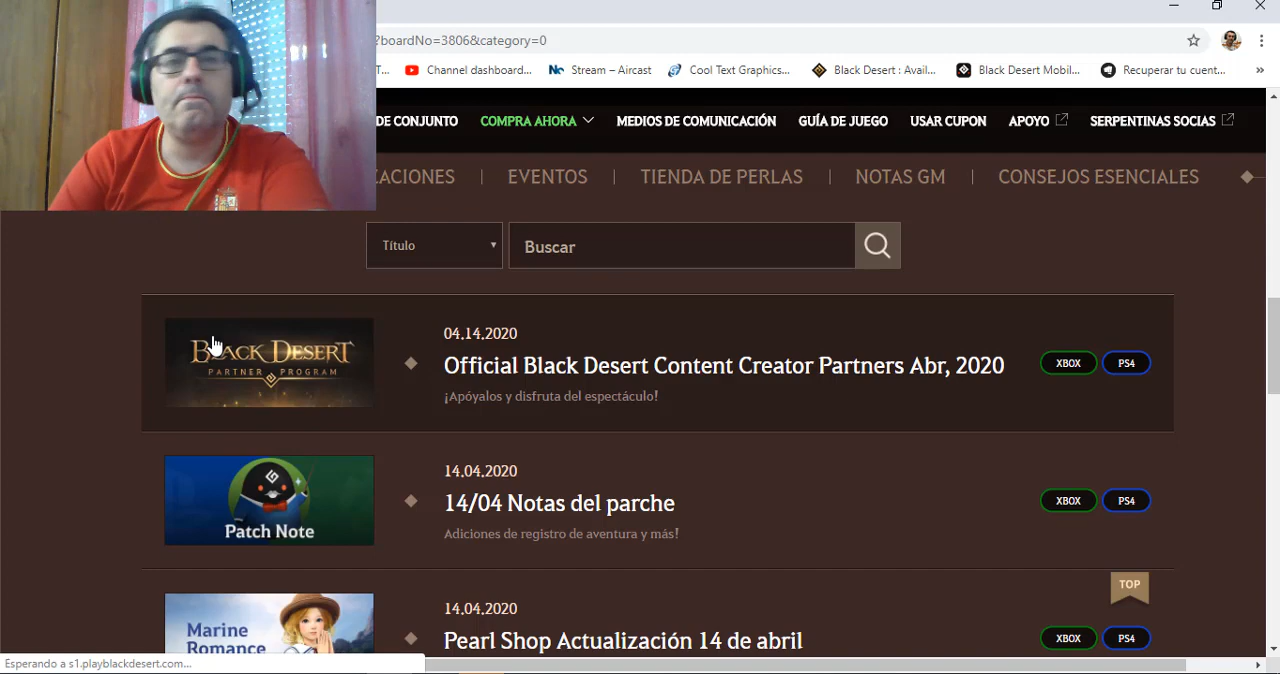 ?boardNo=3806&category=0
T...
Channel dashboard...
Stream – Aircast
Cool Text Graphics...
Black Desert : Avail...
Black Desert Mobil...
Recuperar tu cuent...
»
DE CONJUNTO
COMPRA AHORA
MEDIOS DE COMUNICACIÓN
GUÍA DE JUEGO
USAR CUPON
APOYO
SERPENTINAS SOCIAS
CACIONES
EVENTOS
TIENDA DE PERLAS
NOTAS GM
CONSEJOS ESENCIALES
Título
Buscar
BLACK DESERT
PARTNER PROGRAM
04.14.2020
Official Black Desert Content Creator Partners Abr, 2020
¡Apóyalos y disfruta del espectáculo!
XBOX
PS4
Patch Note
14.04.2020
14/04 Notas del parche
Adiciones de registro de aventura y más!
XBOX
PS4
TOP
Marine
Romance
14.04.2020
Pearl Shop Actualización 14 de abril
XBOX
PS4
Esperando a s1.playblackdesert.com...